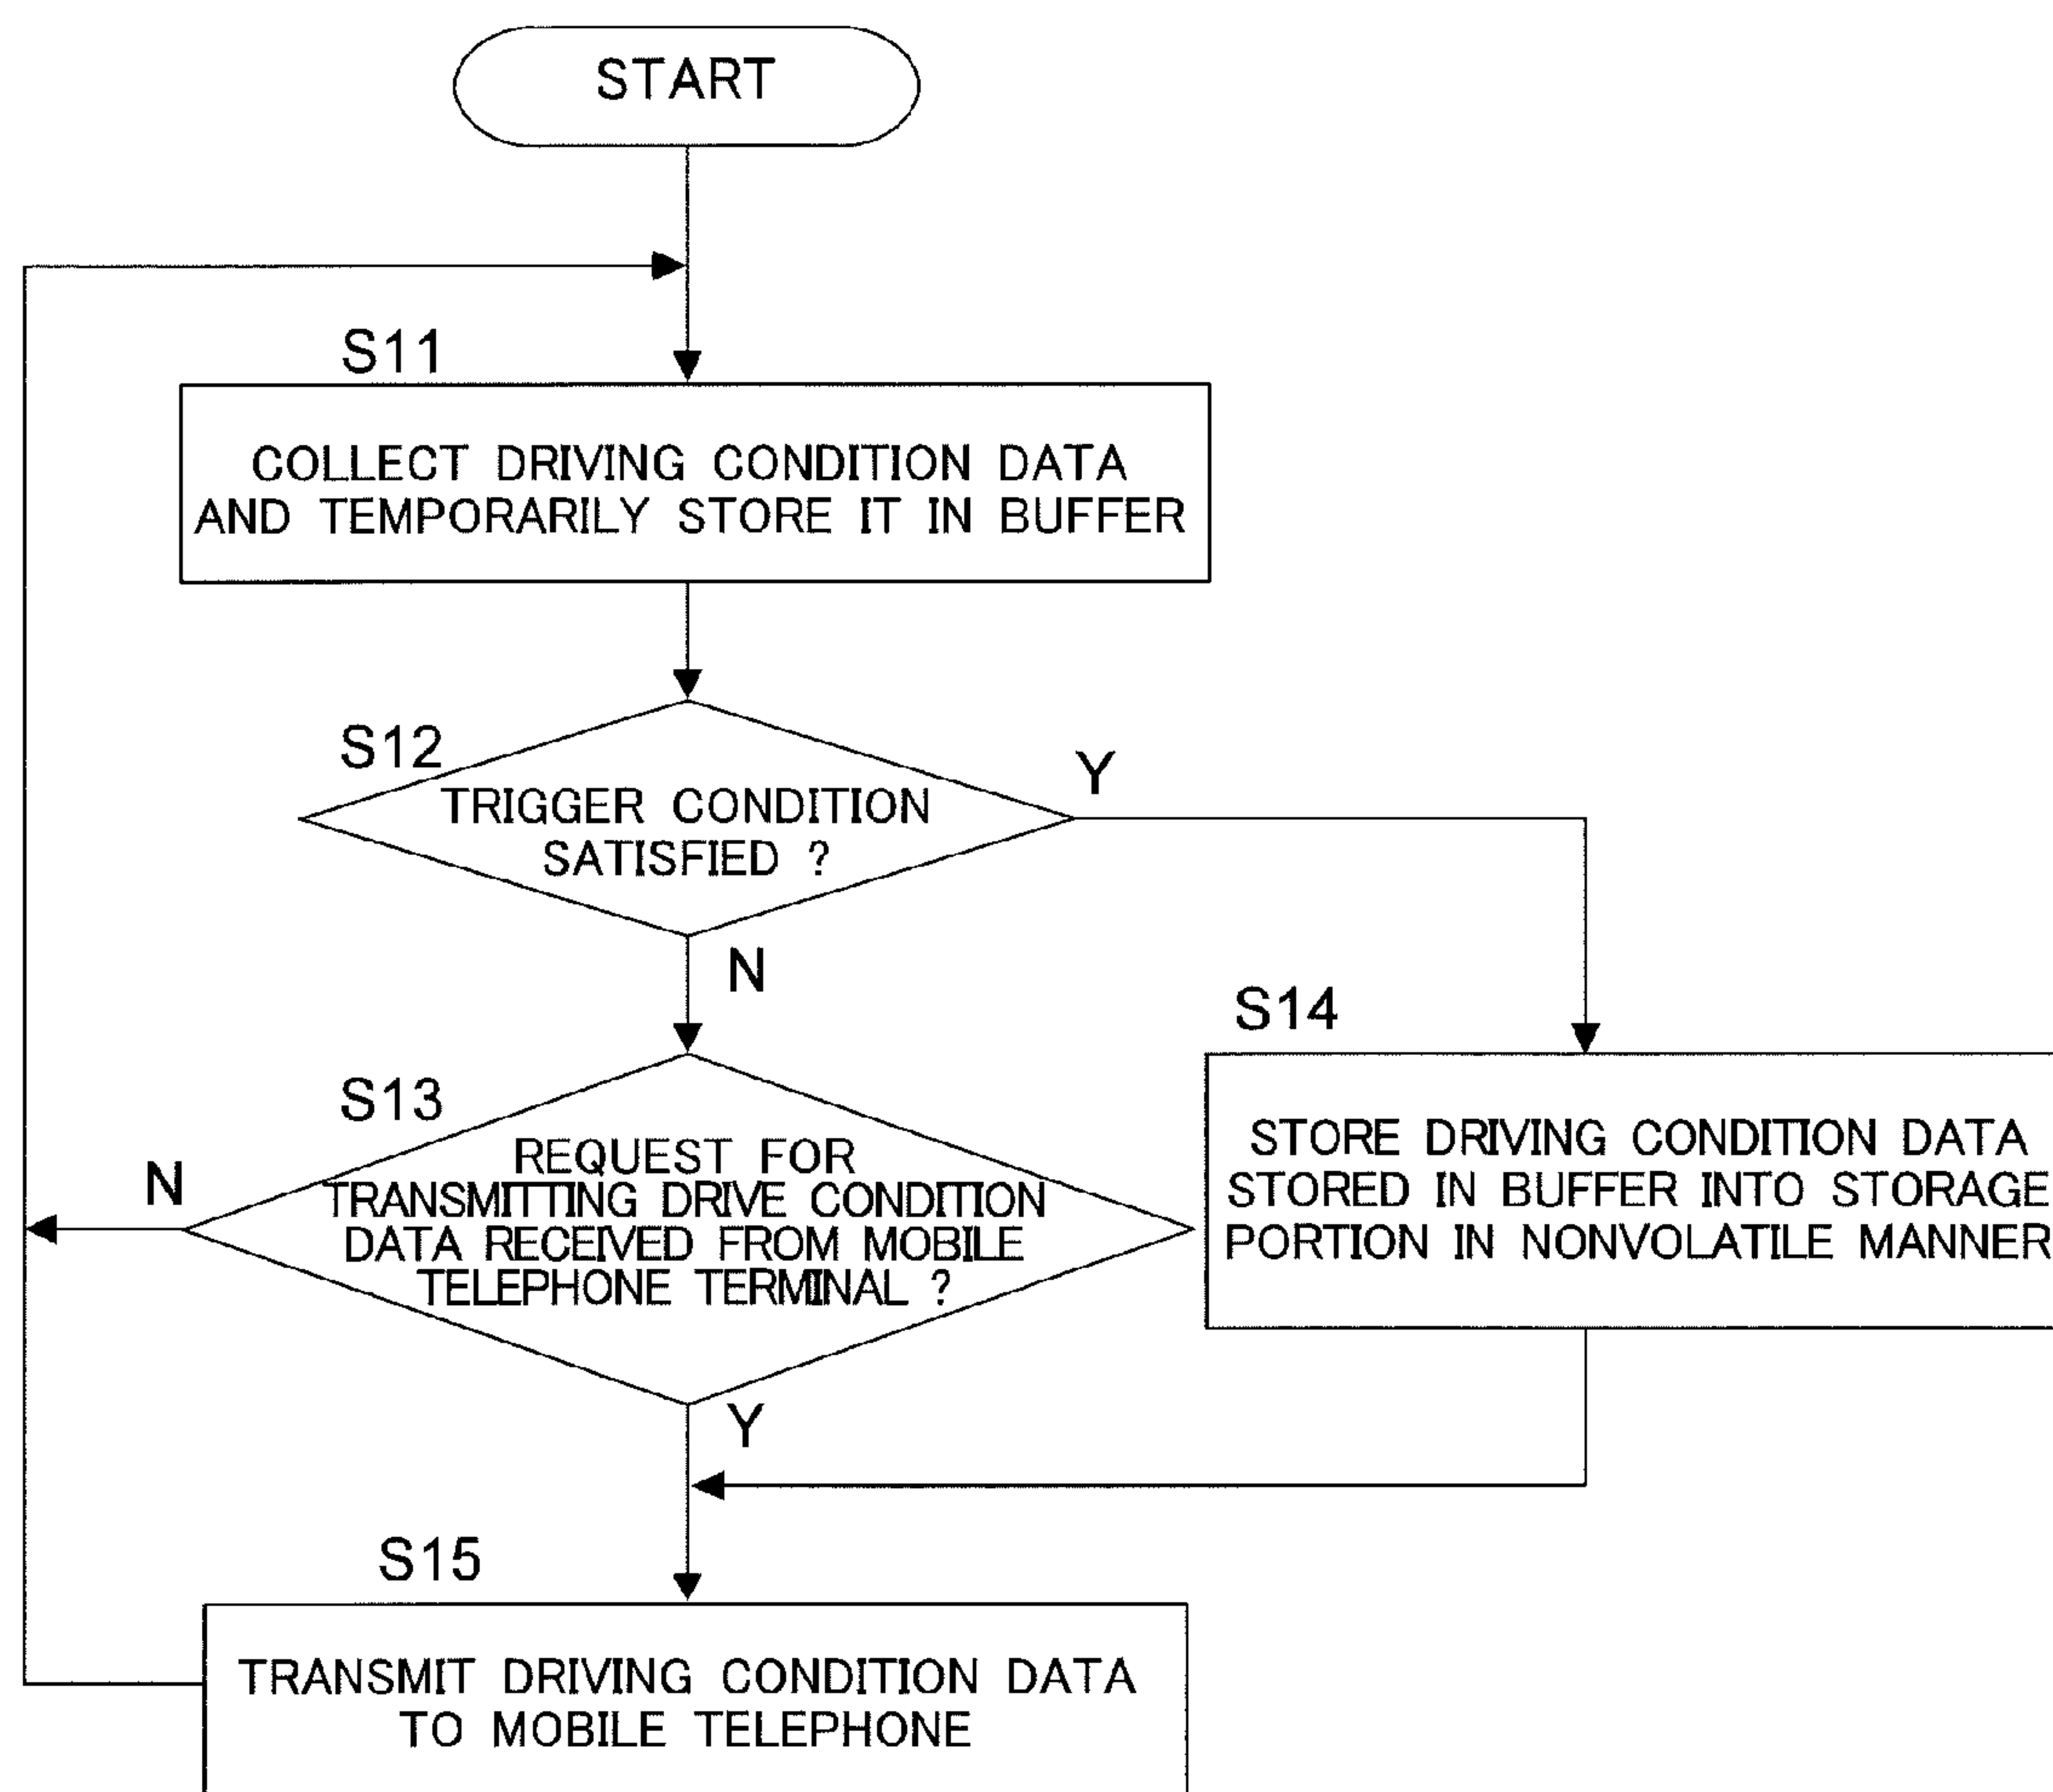 START
S11
COLLECT DRIVING CONDITION DATA
AND TEMPORARILY STORE IT IN BUFFER
S12
Y
TRIGGER CONDITION
SATISFIED ?
N
S13
N
REQUEST FOR
TRANSMITTING DRIVE CONDITION
DATA RECEIVED FROM MOBILE
TELEPHONE TERMINAL ?
Y
S14
STORE DRIVING CONDITION DATA
STORED IN BUFFER INTO STORAGE
PORTION IN NONVOLATILE MANNER
S15
TRANSMIT DRIVING CONDITION DATA
TO MOBILE TELEPHONE